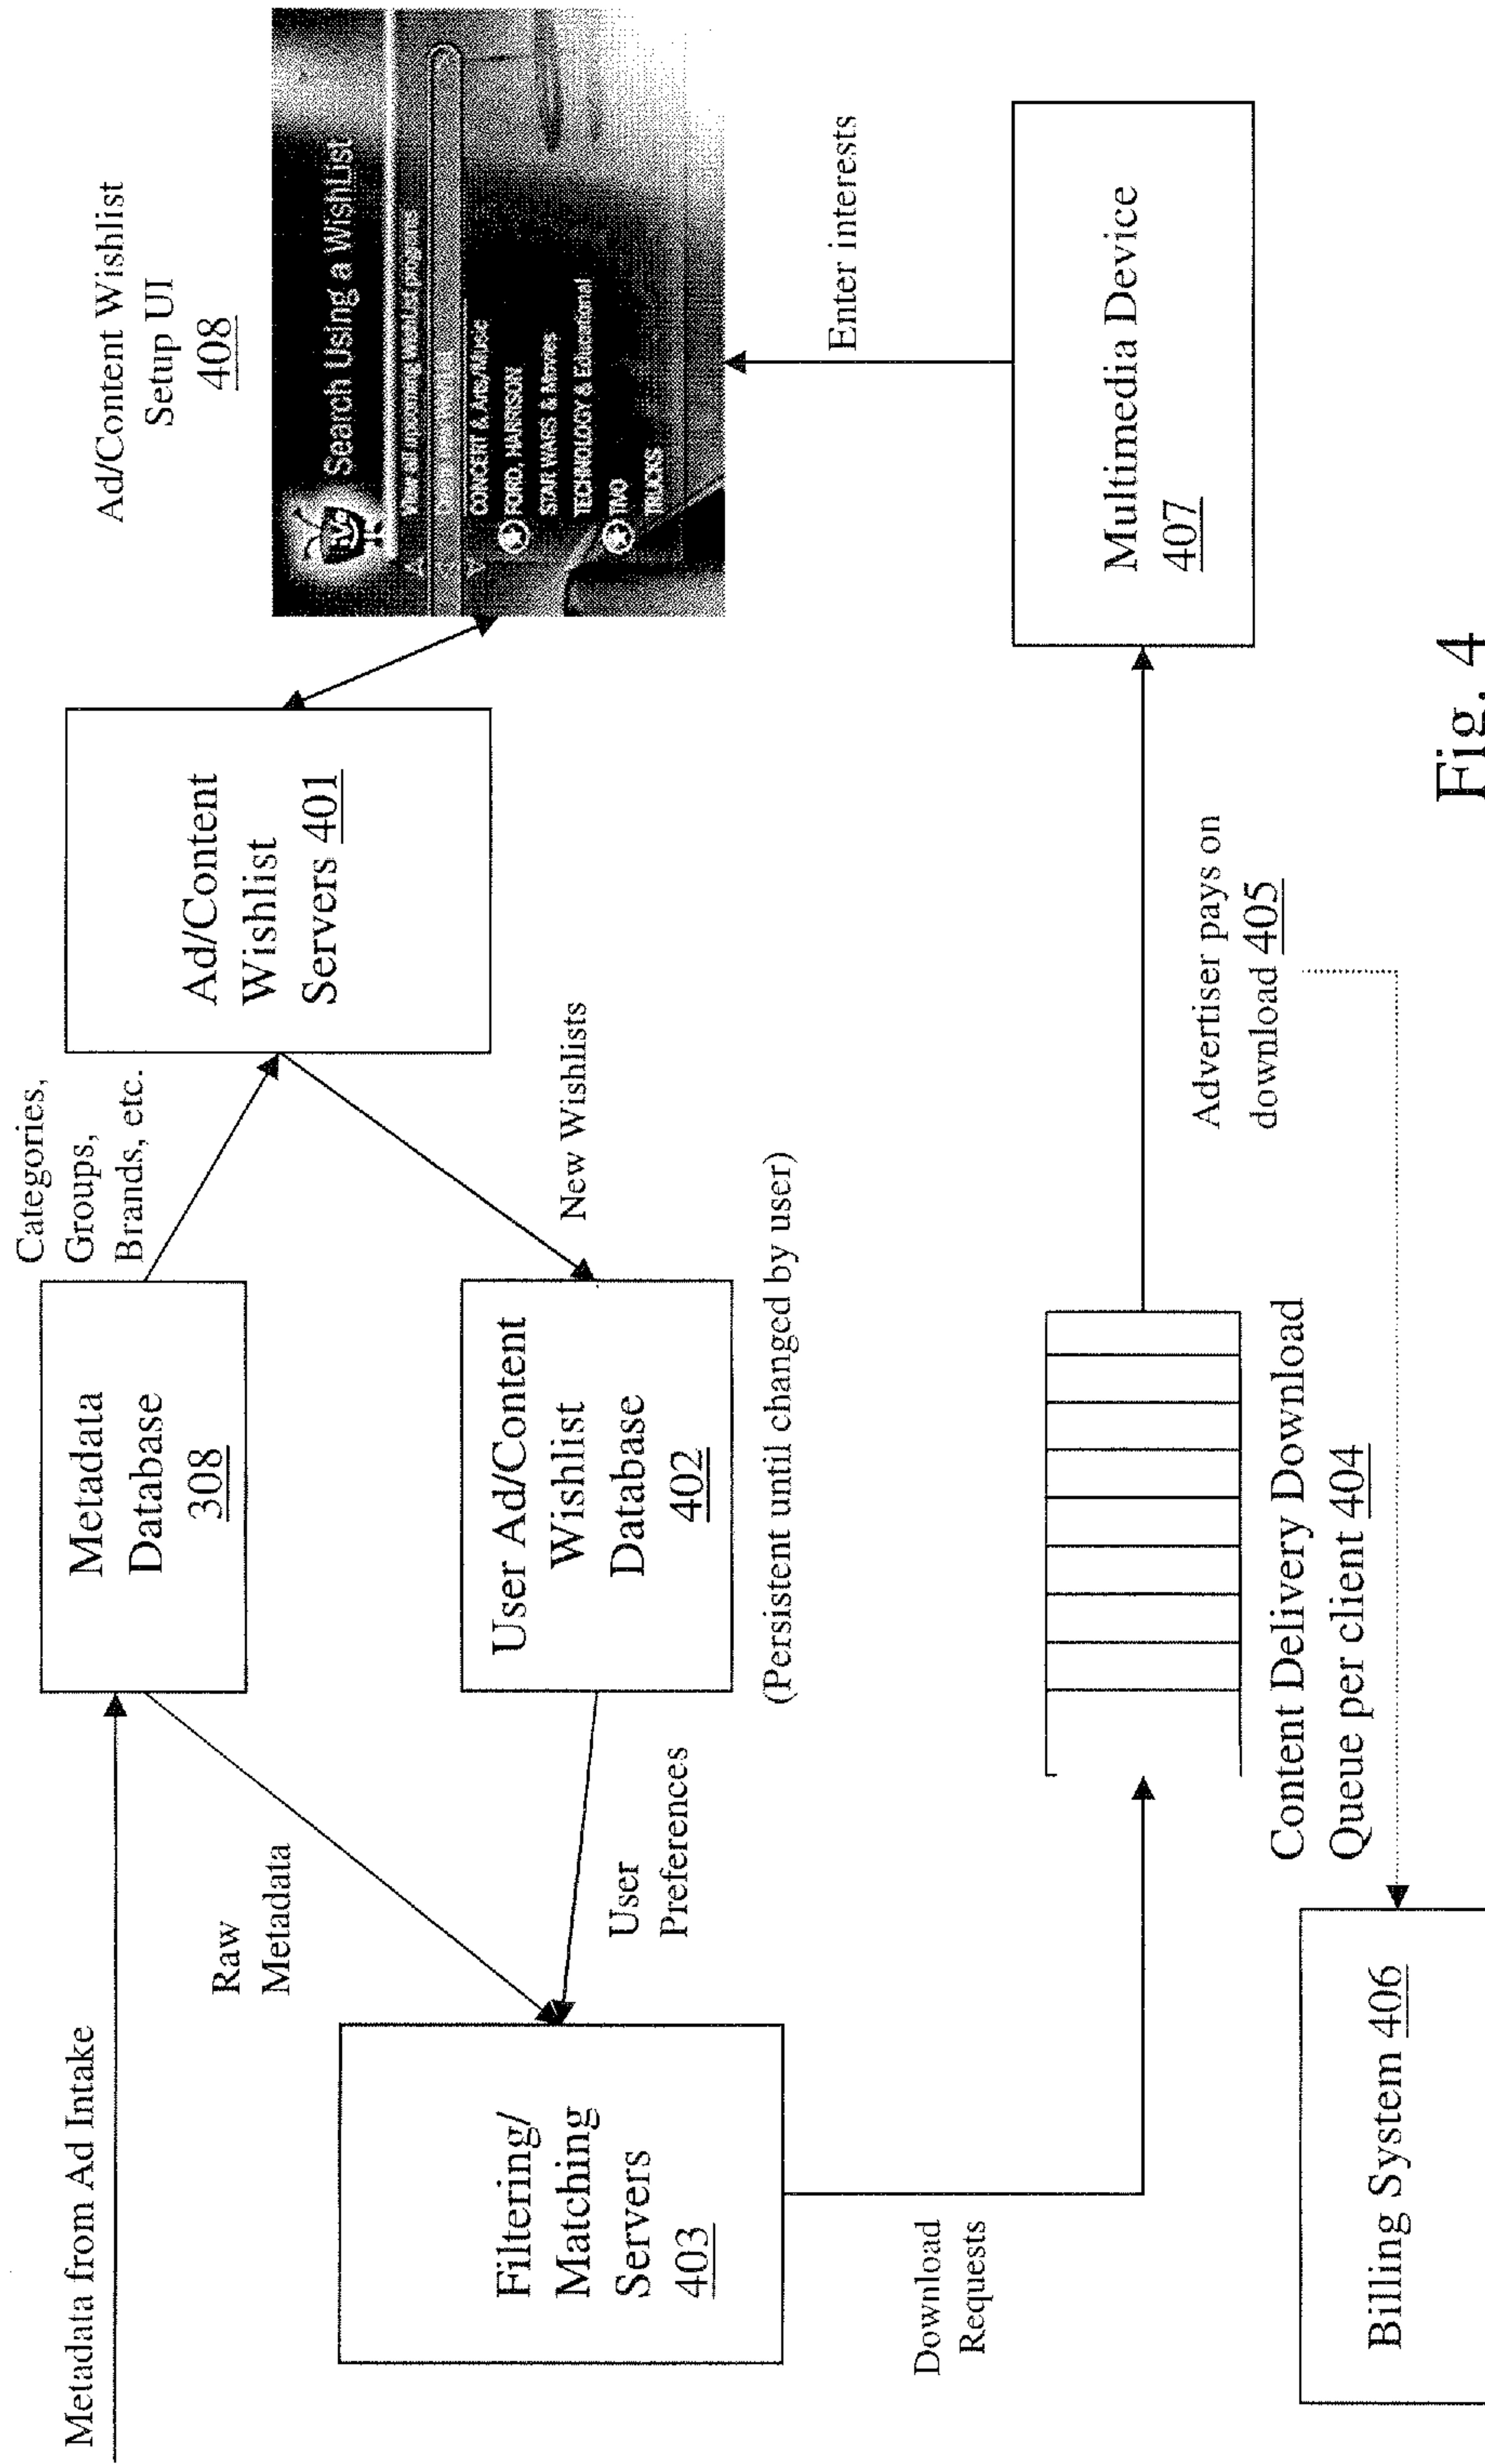 Metadata from Ad Intake
Metadata
Database
308
Categories,
Groups,
Brands, etc.
Ad/Content
Wishlist
Servers 401
Ad/Content Wishlist
Setup UI
408
Search Using a WishList
CONCERT & Arts/Music
FORD, HARRISON
STAR WARS & Movies
TECHNOLOGY & Educational
TIVO
TRUCKS
Raw
Metadata
User Ad/Content
Wishlist
Database
402
New Wishlists
(Persistent until changed by user)
User
Preferences
Filtering/
Matching
Servers
403
Download
Requests
Content Delivery Download
Queue per client 404
Advertiser pays on
download 405
Enter interests
Multimedia Device
407
Billing System 406
Fig. 4